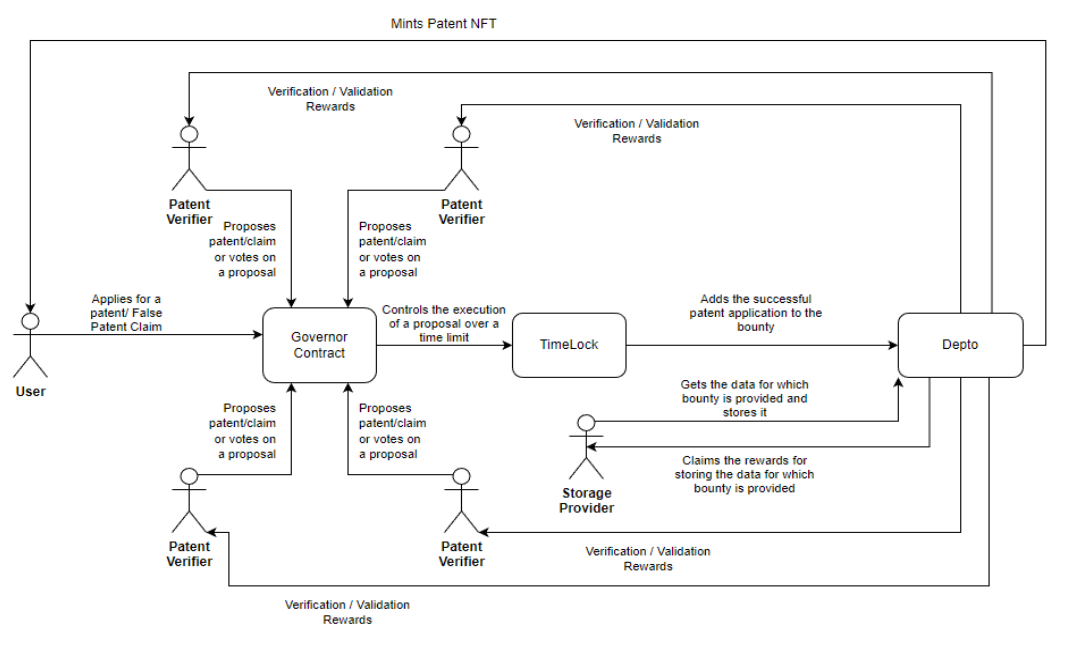 Mints Patent NFT
Verification / Validation
Rewards
Verification / Validation
Rewards
Patent
Verifier
Patent
Verifier
Proposes
patent/claim
or votes on
a proposal
Proposes
patent/claim
or votes on
a proposal
Applies for a
patent/ False
Patent Claim
User
Governor
Contract
Controls the execution
of a proposal over a
time limit
TimeLock
Adds the successful
patent application to the
bounty
Depto
Proposes
patent/claim
or votes on
a proposal
Proposes
patent/claim
or votes on
a proposal
Gets the data for which
bounty is provided and
stores it
Claims the rewards for
storing the data for which
bounty is provided
Storage
Provider
Patent
Verifier
Patent
Verifier
Verification / Validation
Rewards
Verification / Validation
Rewards